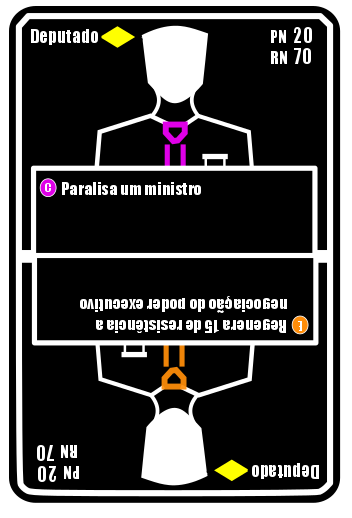 Deputado
PN 20
RN 70
C Paralisa um ministro
Regenera 15 de resistência a
negociação do poder executivo
Deputado
PN 20
RN 70